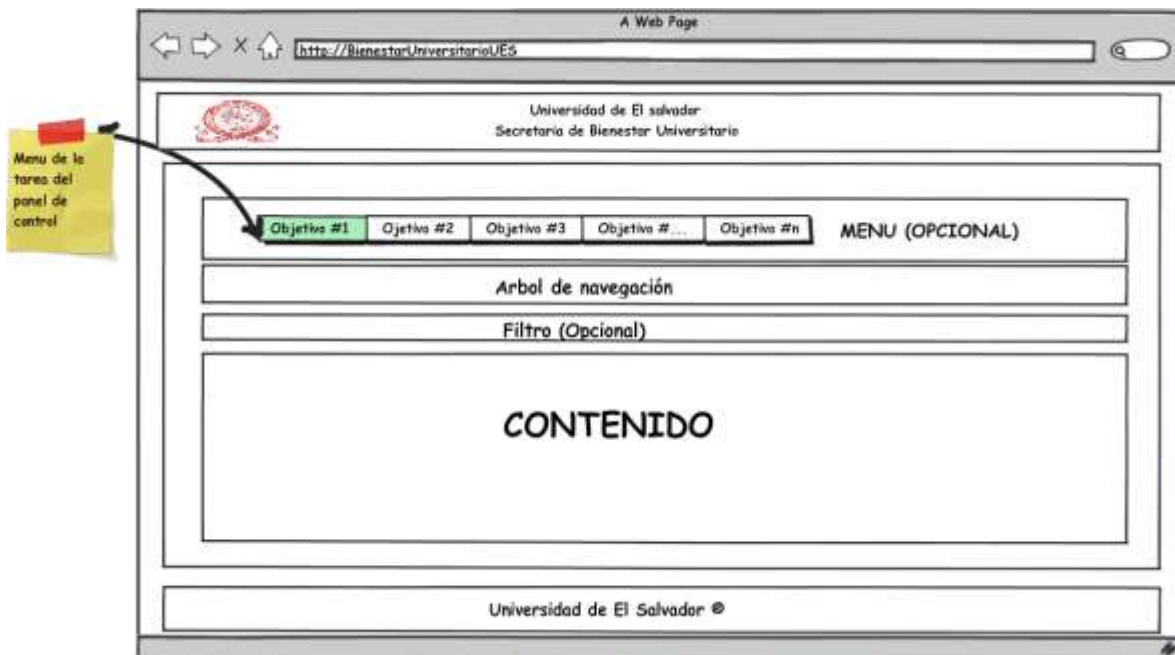 A Web Page
http://BienestarUniversitarioUES
Universidad de El salvador
Secretaria de Bienestar Universitario
Menu de la
tarea del
panel de
control
Objetivo #1 Ojetivo #2 Objetivo #3 Objetivo #... Objetivo #n MENU (OPCIONAL)
Arbol de navegación
Filtro (Opcional)
CONTENIDO
Universidad de El Salvador ®